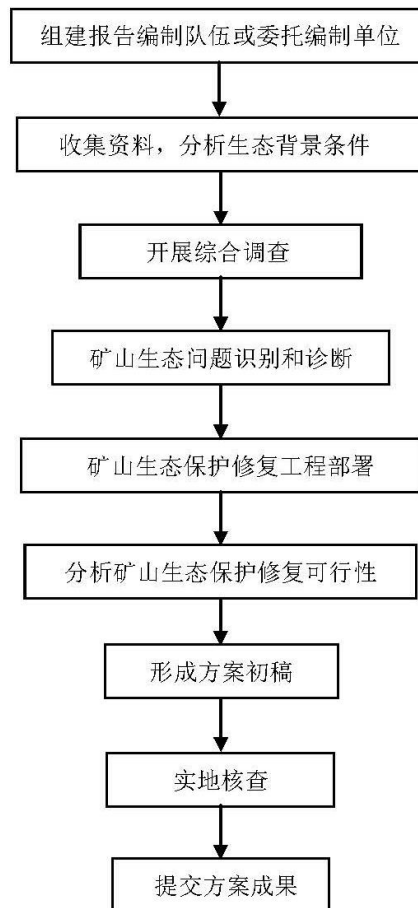 组建报告编制队伍或委托编制单位
收集资料，分析生态背景条件
开展综合调查
矿山生态问题识别和诊断
矿山生态保护修复工程部署
分析矿山生态保护修复可行性
形成方案初稿
实地核查
提交方案成果